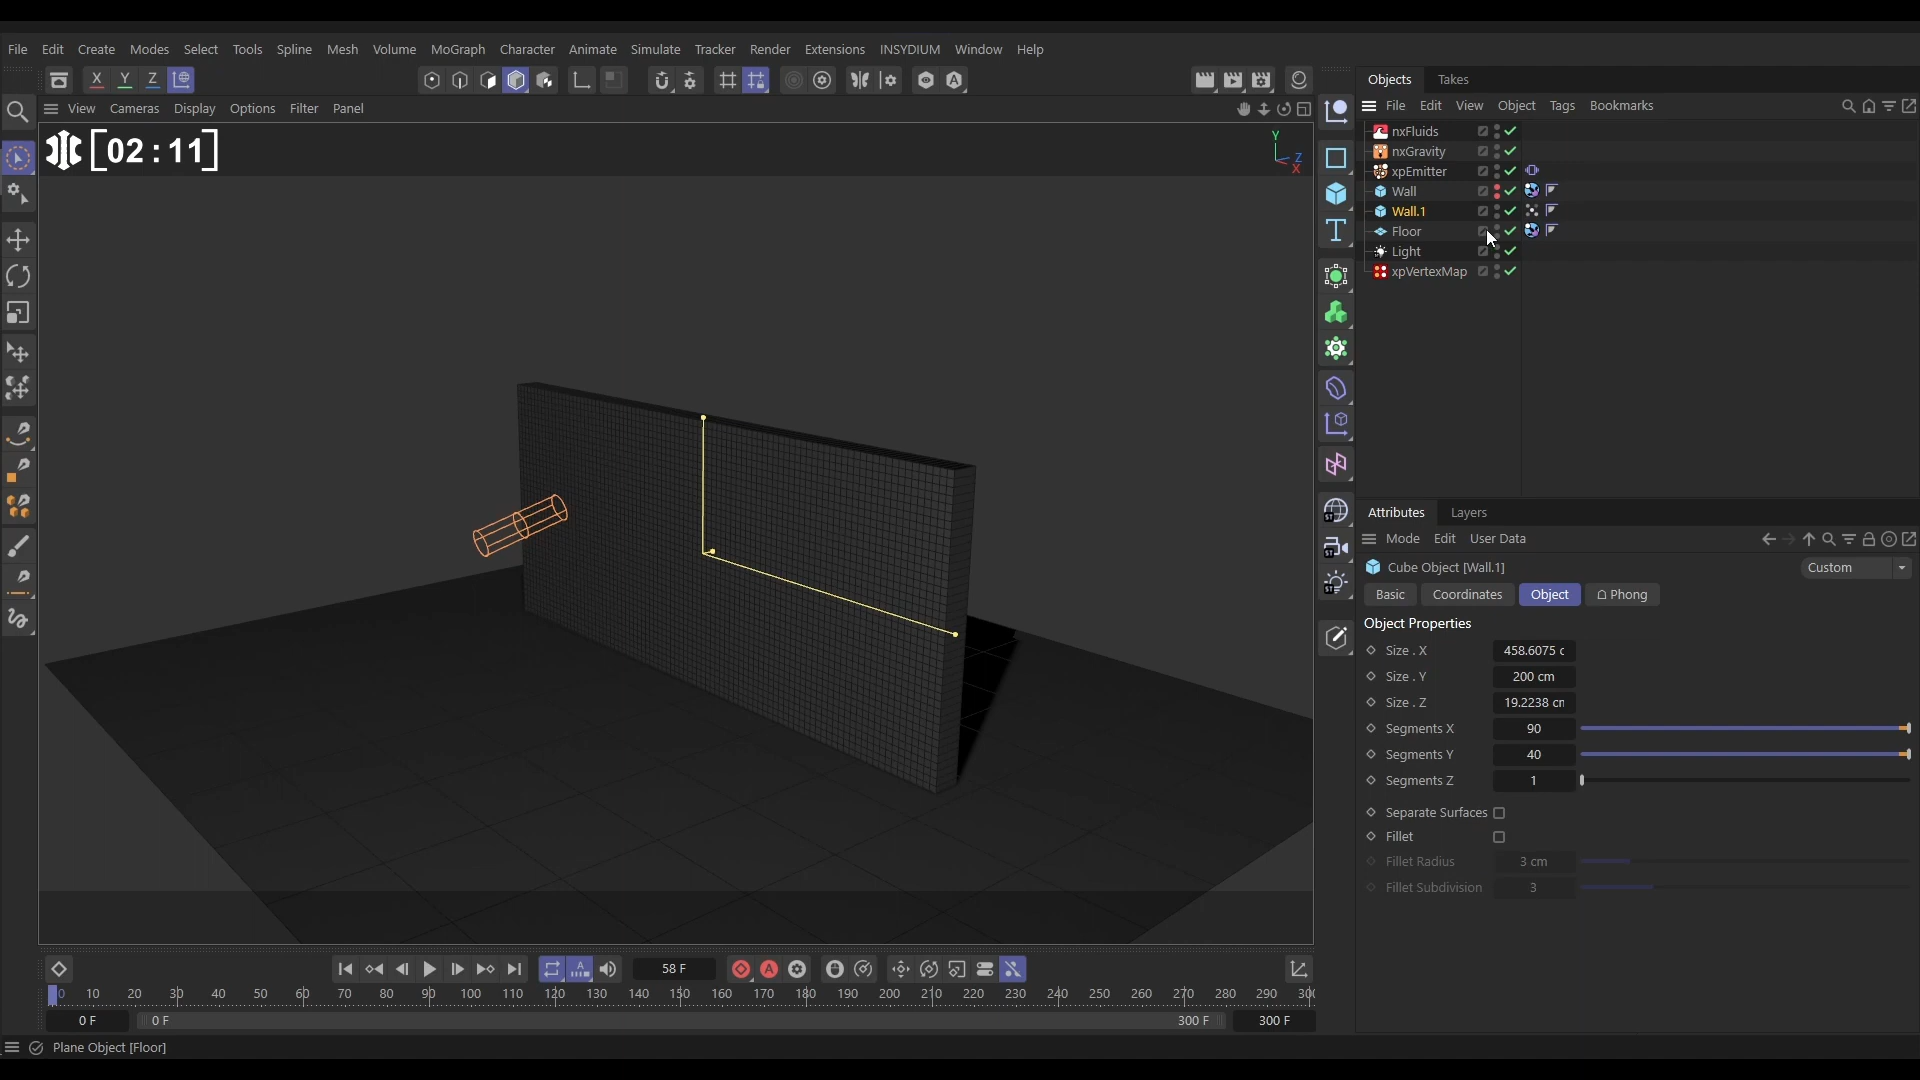 File Edit Create Modes Select Tools Spline Mesh Volume MoGraph Character Animate Simulate Tracker Render Extensions INSYDIUM Window Help
X Y Z
View Cameras Display Options Filter Panel
[02:11]
Y
Z
X
Objects Takes
File Edit View Object Tags Bookmarks
nxFluids
nxGravity
xpEmitter
Wall
Wall.1
Floor
Light
xpVertexMap
Attributes Layers
Mode Edit User Data
Cube Object [Wall.1] Custom
Basic Coordinates Object Phong
Object Properties
Size . X 458.6075 c
Size . Y 200 cm
Size . Z 19.2238 cm
Segments X 90
Segments Y 40
Segments Z 1
Separate Surfaces
Fillet
Fillet Radius 3 cm
Fillet Subdivision 3
58 F
0 10 20 30 40 50 60 70 80 90 100 110 120 130 140 150 160 170 180 190 200 210 220 230 240 250 260 270 280 290 300
0 F 0 F 300 F 300 F
Plane Object [Floor]